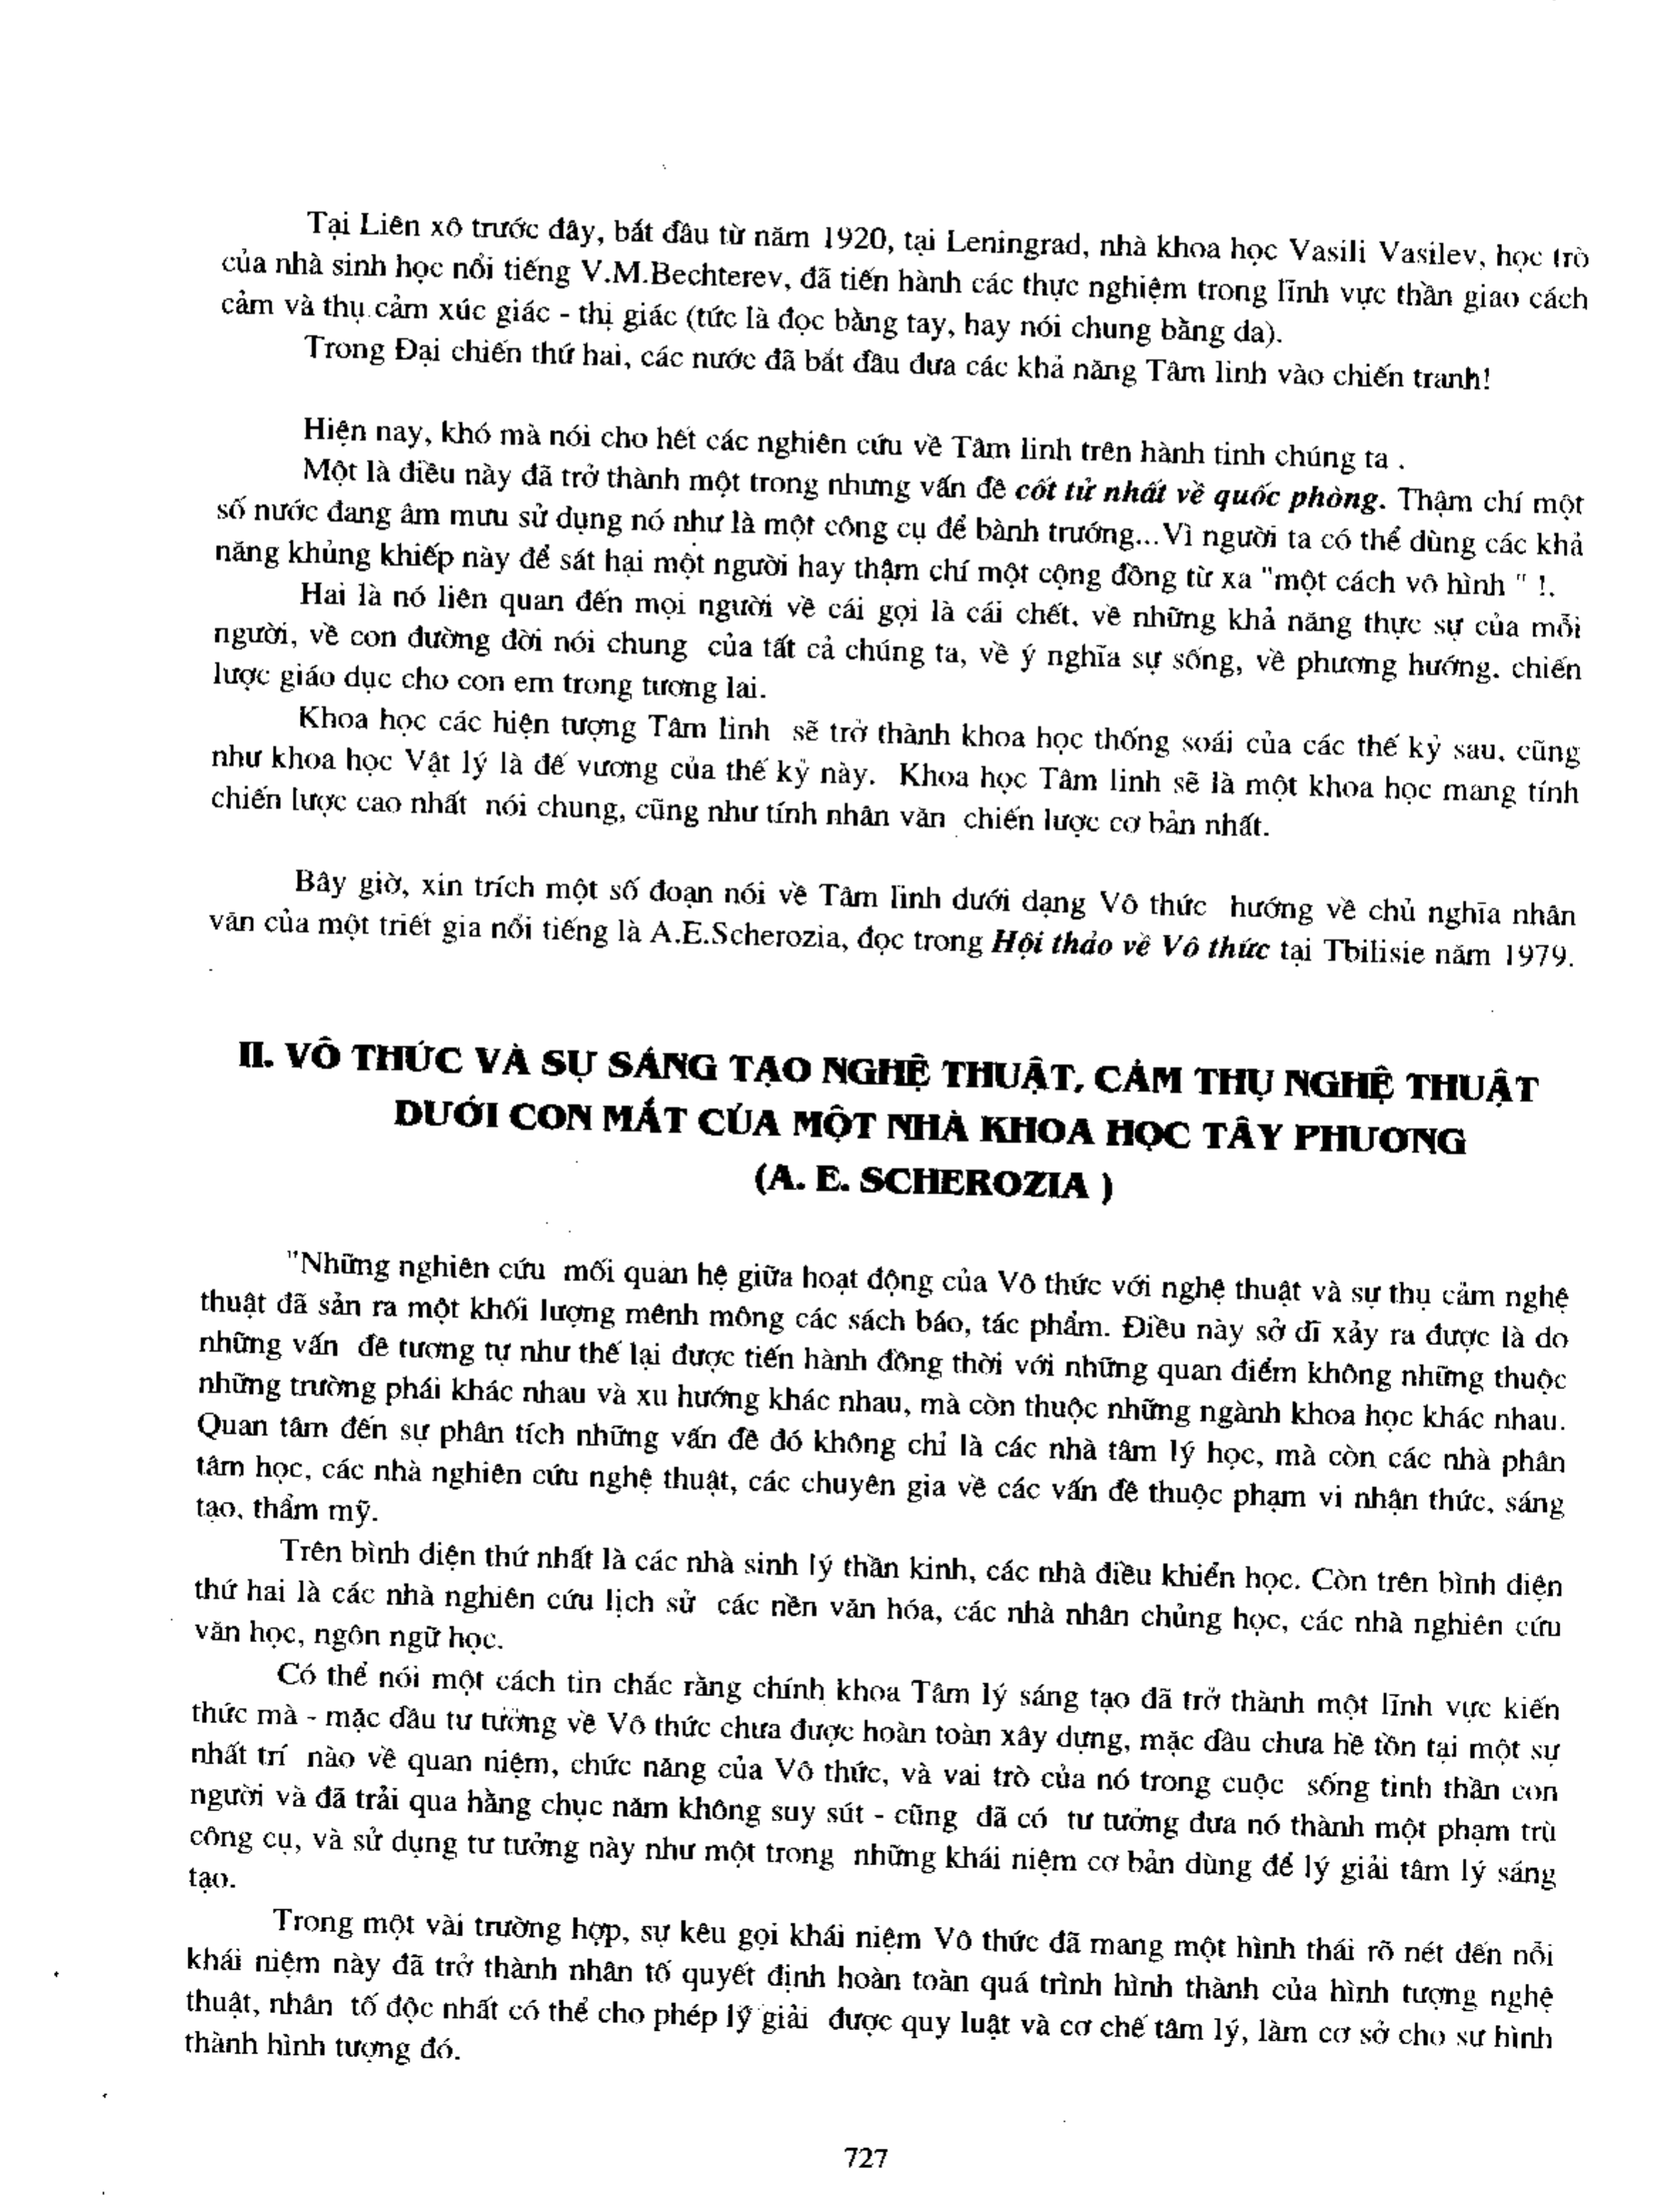 Tại Liên xô trước đây, bắt đầu từ năm 1920, tại Leningrad, nhà khoa học Vasili Vasilev, học trò
của nhà sinh học nổi tiếng V.M.Bechterev, đã tiến hành các thực nghiệm trong lĩnh vực thần giao cách
cảm và thụ cảm xúc giác - thị giác (tức là đọc bằng tay, hay nói chung bằng da).
Trong Đại chiến thứ hai, các nước đã bắt đầu đưa các khả năng Tâm linh vào chiến tranh!
Hiện nay, khó mà nói cho hết các nghiên cứu về Tâm linh trên hành tinh chúng ta .
Một là điều này đã trở thành một trong nhưng vấn đề cốt tử nhất về quốc phòng. Thậm chí một
số nước đang âm mưu sử dụng nó như là một công cụ để bành trướng...Vì người ta có thể dùng các khả
năng khủng khiếp này để sát hại một người hay thậm chí một cộng đồng từ xa "một cách vô hình " !.
Hai là nó liên quan đến mọi người về cái gọi là cái chết, về những khả năng thực sự của mỗi
người, về con đường đời nói chung của tất cả chúng ta, về ý nghĩa sự sống, về phương hướng. chiến
lược giáo dục cho con em trong tương lai.
Khoa học các hiện tượng Tâm linh sẽ trở thành khoa học thống soái của các thế kỷ sau, cũng
như khoa học Vật lý là đế vương của thế kỷ này. Khoa học Tâm linh sẽ là một khoa học mang tính
chiến lược cao nhất nói chung, cũng như tính nhân văn chiến lược cơ bản nhất.
Bây giờ, xin trích một số đoạn nói về Tâm linh dưới dạng Vô thức hướng về chủ nghĩa nhân
văn của một triết gia nổi tiếng là A.E.Scherozia, đọc trong Hội thảo về Vô thức tại Tbilisie năm 1979.
II. VÔ THỨC VÀ SỰ SÁNG TẠO NGHỆ THUẬT, CẢM THỤ NGHỆ THUẬT
DƯỚI CON MẮT CỦA MỘT NHÀ KHOA HỌC TÂY PHƯƠNG
(A. E. SCHEROZIA )
"Những nghiên cứu mối quan hệ giữa hoạt động của Vô thức với nghệ thuật và sự thụ cảm nghệ
thuật đã sản ra một khối lượng mênh mông các sách báo, tác phẩm. Điều này sở dĩ xảy ra được là do
những vấn đề tương tự như thế lại được tiến hành đồng thời với những quan điểm không những thuộc
những trường phái khác nhau và xu hướng khác nhau, mà còn thuộc những ngành khoa học khác nhau.
Quan tâm đến sự phân tích những vấn đề đó không chỉ là các nhà tâm lý học, mà còn các nhà phân
tâm học, các nhà nghiên cứu nghệ thuật, các chuyên gia về các vấn đề thuộc phạm vi nhận thức, sáng
tạo, thẩm mỹ.
Trên bình diện thứ nhất là các nhà sinh lý thần kinh, các nhà điều khiển học. Còn trên bình diện
thứ hai là các nhà nghiên cứu lịch sử các nền văn hóa, các nhà nhân chủng học, các nhà nghiên cứu
văn học, ngôn ngữ học.
Có thể nói một cách tin chắc rằng chính khoa Tâm lý sáng tạo đã trở thành một lĩnh vực kiến
thức mà - mặc dầu tư tưởng về Vô thức chưa được hoàn toàn xây dựng, mặc dầu chưa hề tồn tại một sự
nhất trí nào về quan niệm, chức năng của Vô thức, và vai trò của nó trong cuộc sống tinh thần con
người và đã trải qua hằng chục năm không suy sút - cũng đã có tư tưởng đưa nó thành một phạm trù
công cụ, và sử dụng tư tưởng này như một trong những khái niệm cơ bản dùng để lý giải tâm lý sáng
tạo.
Trong một vài trường hợp, sự kêu gọi khái niệm Vô thức đã mang một hình thái rõ nét đến nỗi
khái niệm này đã trở thành nhân tố quyết định hoàn toàn quá trình hình thành của hình tượng nghệ
thuật, nhân tố độc nhất có thể cho phép lý giải được quy luật và cơ chế tâm lý, làm cơ sở cho sư hình
thành hình tượng đó.
727